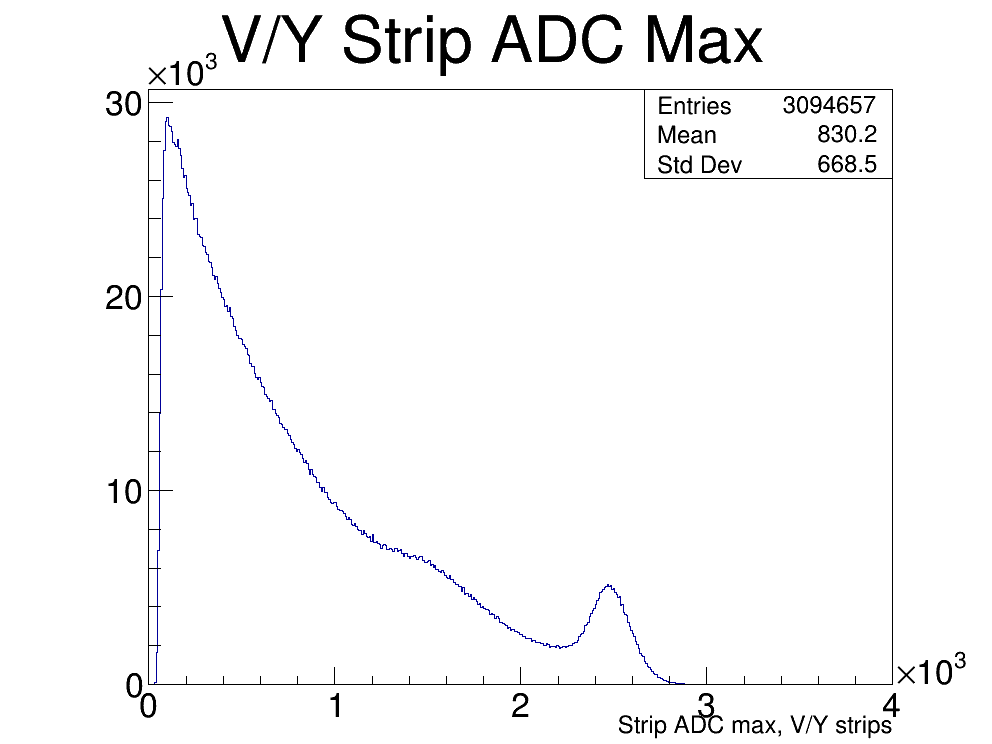 V/Y Strip ADC Max
×10³
Entries 3094657
Mean 830.2
Std Dev 668.5
30
20
10
0
0 1 2 3 4
×10³
Strip ADC max, V/Y strips